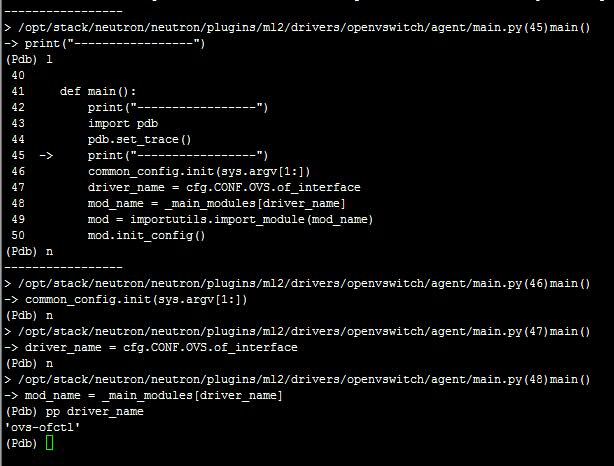 -----------------
> /opt/stack/neutron/neutron/plugins/ml2/drivers/openvswitch/agent/main.py(45)main()
-> print("-----------------")
(Pdb) l
 40
 41     def main():
 42         print("-----------------")
 43         import pdb
 44         pdb.set_trace()
 45  ->     print("-----------------")
 46         common_config.init(sys.argv[1:])
 47         driver_name = cfg.CONF.OVS.of_interface
 48         mod_name = _main_modules[driver_name]
 49         mod = importutils.import_module(mod_name)
 50         mod.init_config()
(Pdb) n
-----------------
> /opt/stack/neutron/neutron/plugins/ml2/drivers/openvswitch/agent/main.py(46)main()
-> common_config.init(sys.argv[1:])
(Pdb) n
> /opt/stack/neutron/neutron/plugins/ml2/drivers/openvswitch/agent/main.py(47)main()
-> driver_name = cfg.CONF.OVS.of_interface
(Pdb) n
> /opt/stack/neutron/neutron/plugins/ml2/drivers/openvswitch/agent/main.py(48)main()
-> mod_name = _main_modules[driver_name]
(Pdb) pp driver_name
'ovs-ofctl'
(Pdb)